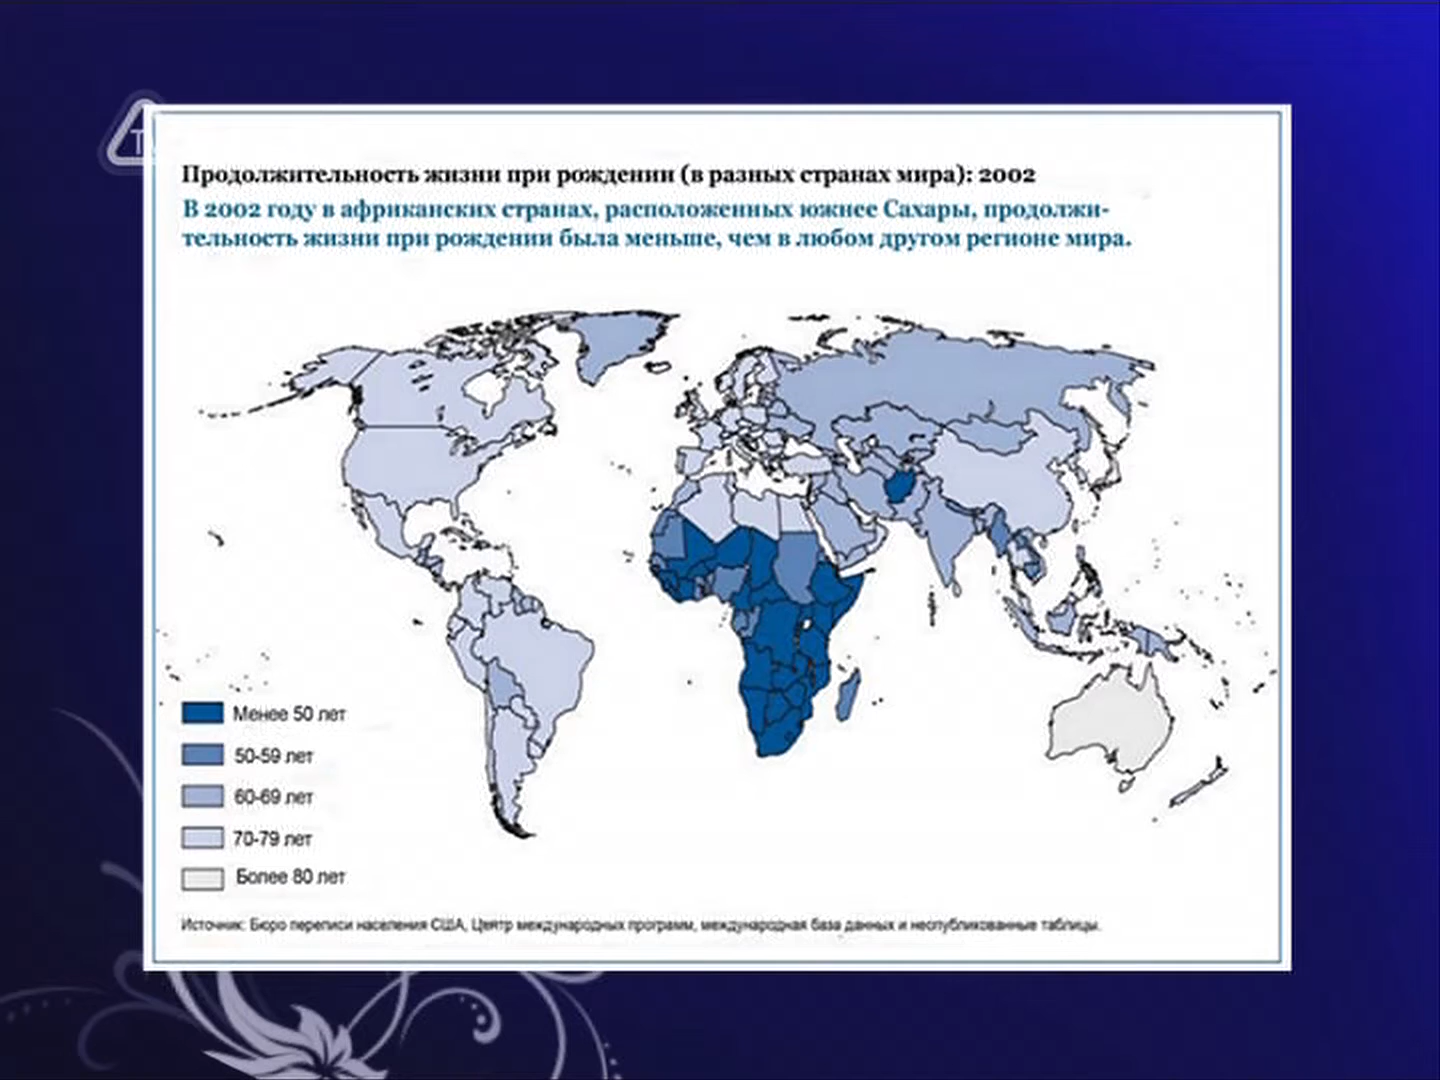 Продолжительность жизни при рождении (в разных странах мира): 2002
В 2002 году в африканских странах, расположенных южнее Сахары, продолжи-
тельность жизни при рождении была меньше, чем в любом другом регионе мира.
Менее 50 лет
50-59 лет
60-69 лет
70-79 лет
Более 80 лет
Источник: Бюро переписи населения США, Центр международных программ, международная база данных и неопубликованные таблицы.